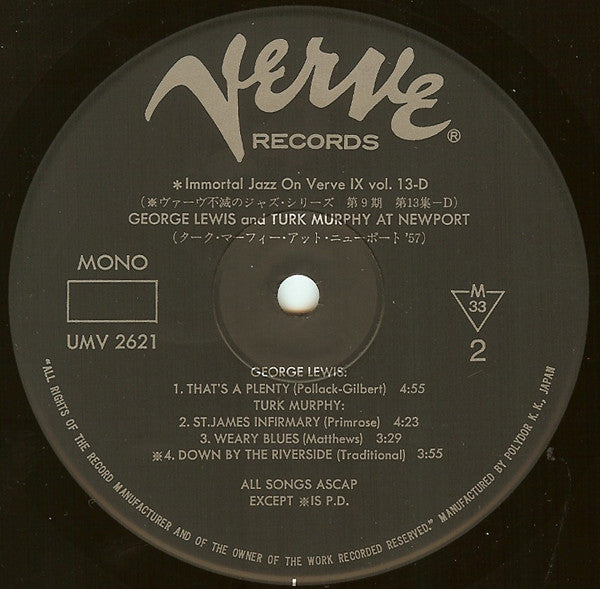 Verve
RECORDS ®
*Immortal Jazz On Verve IX vol. 13-D
(※ヴァーヴ不滅のジャズ・シリーズ 第9期 第13集-D)
GEORGE LEWIS and TURK MURPHY AT NEWPORT
(ターク・マーフィー・アット・ニューポート '57)
MONO
UMV 2621
M
33
2
GEORGE LEWIS:
1. THAT'S A PLENTY (Pollack-Gilbert) 4:55
TURK MURPHY:
2. ST.JAMES INFIRMARY (Primrose) 4:23
3. WEARY BLUES (Matthews) 3:29
※4. DOWN BY THE RIVERSIDE (Traditional) 3:55
ALL SONGS ASCAP
EXCEPT ※IS P.D.
"ALL RIGHTS OF THE RECORD MANUFACTURER AND OF THE OWNER OF THE WORK RECORDED RESERVED." MANUFACTURED BY POLYDOR K. K., JAPAN